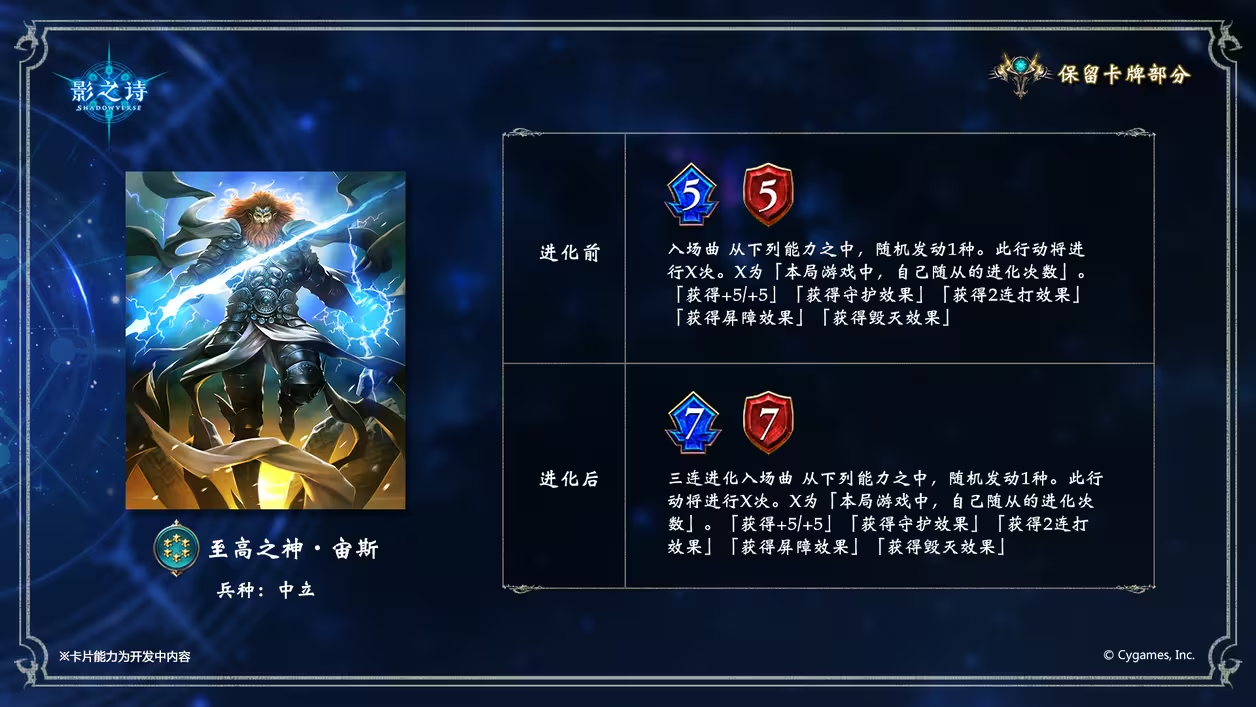 影之诗
SHADOWVERSE
保留卡牌部分
进化前
5
5
入场曲 从下列能力之中，随机发动1种。此行动将进
行X次。X为「本局游戏中，自己随从的进化次数」。
「获得+5/+5」「获得守护效果」「获得2连打效果」
「获得屏障效果」「获得毁灭效果」
进化后
7
7
三连进化入场曲 从下列能力之中，随机发动1种。此行
动将进行X次。X为「本局游戏中，自己随从的进化次
数」。「获得+5/+5」「获得守护效果」「获得2连打
效果」「获得屏障效果」「获得毁灭效果」
至高之神·宙斯
兵种：中立
※卡片能力为开发中内容
© Cygames, Inc.